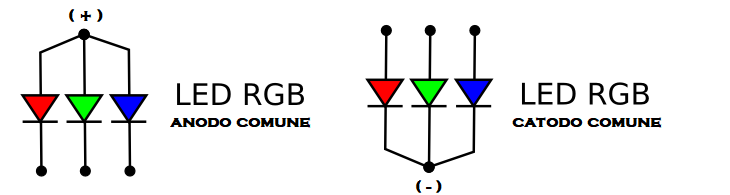 (+)
LED RGB
ANODO COMUNE
LED RGB
CATODO COMUNE
(-)